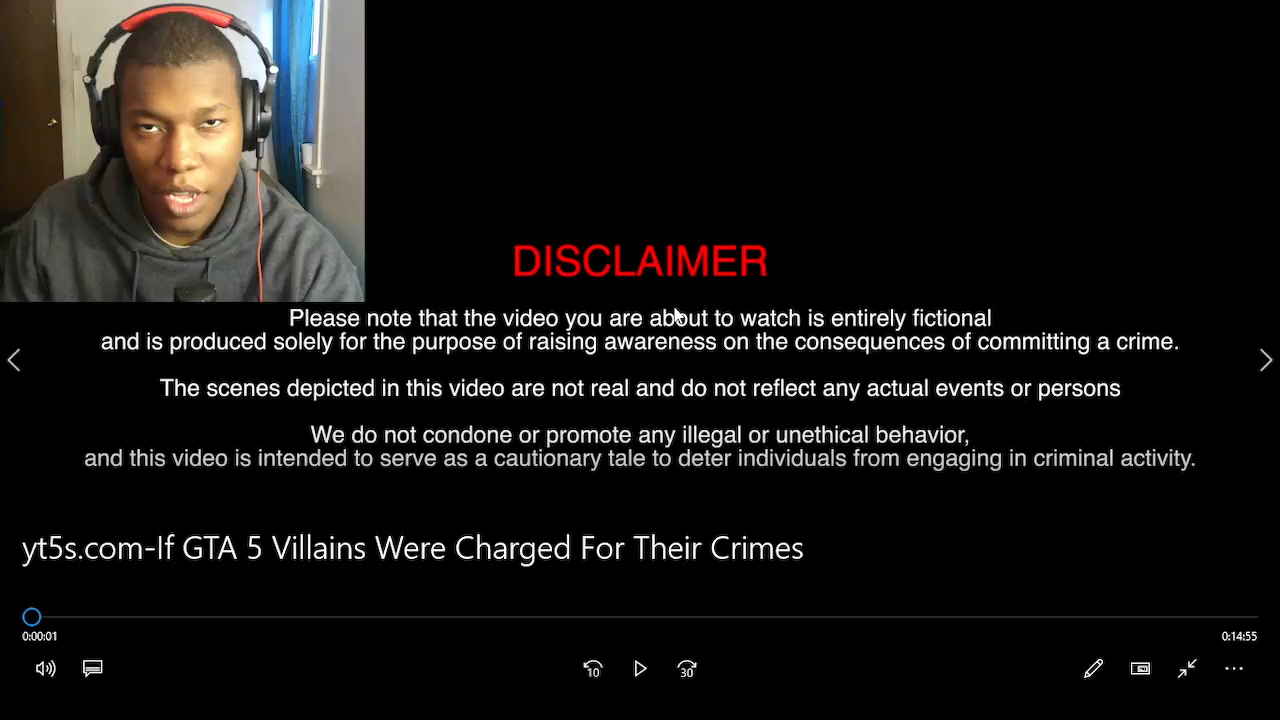 DISCLAIMER
Please note that the video you are about to watch is entirely fictional
and is produced solely for the purpose of raising awareness on the consequences of committing a crime.
The scenes depicted in this video are not real and do not reflect any actual events or persons
We do not condone or promote any illegal or unethical behavior,
and this video is intended to serve as a cautionary tale to deter individuals from engaging in criminal activity.
yt5s.com-If GTA 5 Villains Were Charged For Their Crimes
0:00:01
0:14:55
10
30